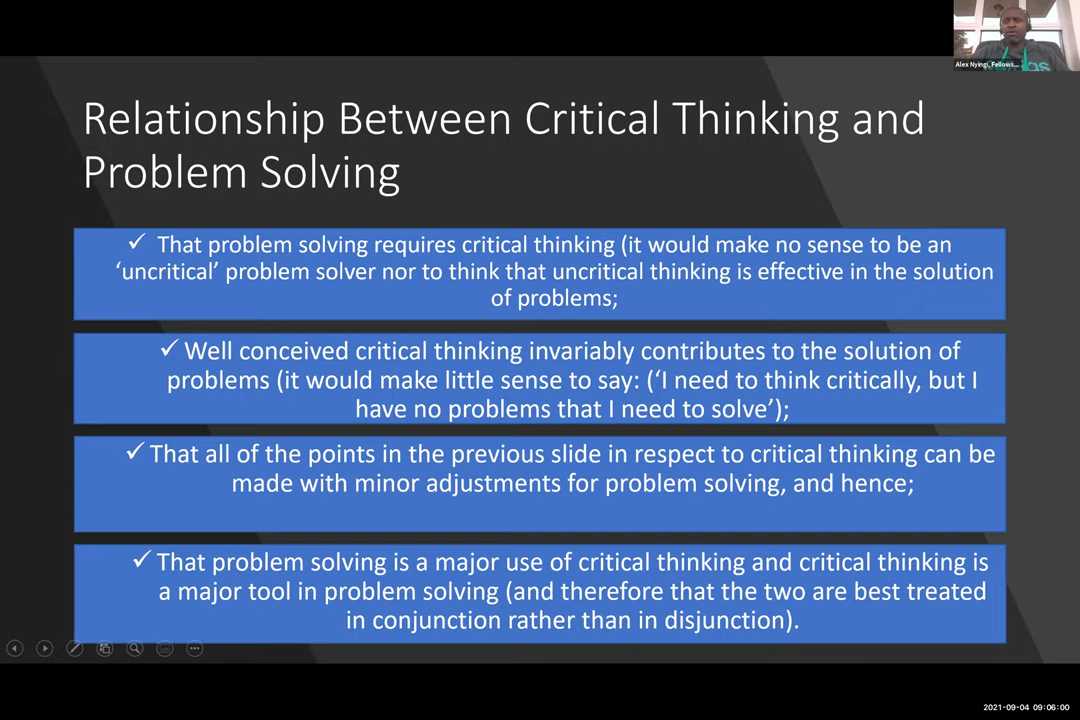 Alex Nyingi, Fellows...
Relationship Between Critical Thinking and
Problem Solving
✓ That problem solving requires critical thinking (it would make no sense to be an
‘uncritical’ problem solver nor to think that uncritical thinking is effective in the solution
of problems;
✓ Well conceived critical thinking invariably contributes to the solution of
problems (it would make little sense to say: (‘I need to think critically, but I
have no problems that I need to solve’);
✓ That all of the points in the previous slide in respect to critical thinking can be
made with minor adjustments for problem solving, and hence;
✓ That problem solving is a major use of critical thinking and critical thinking is
a major tool in problem solving (and therefore that the two are best treated
in conjunction rather than in disjunction).
2021-09-04 09:06:00